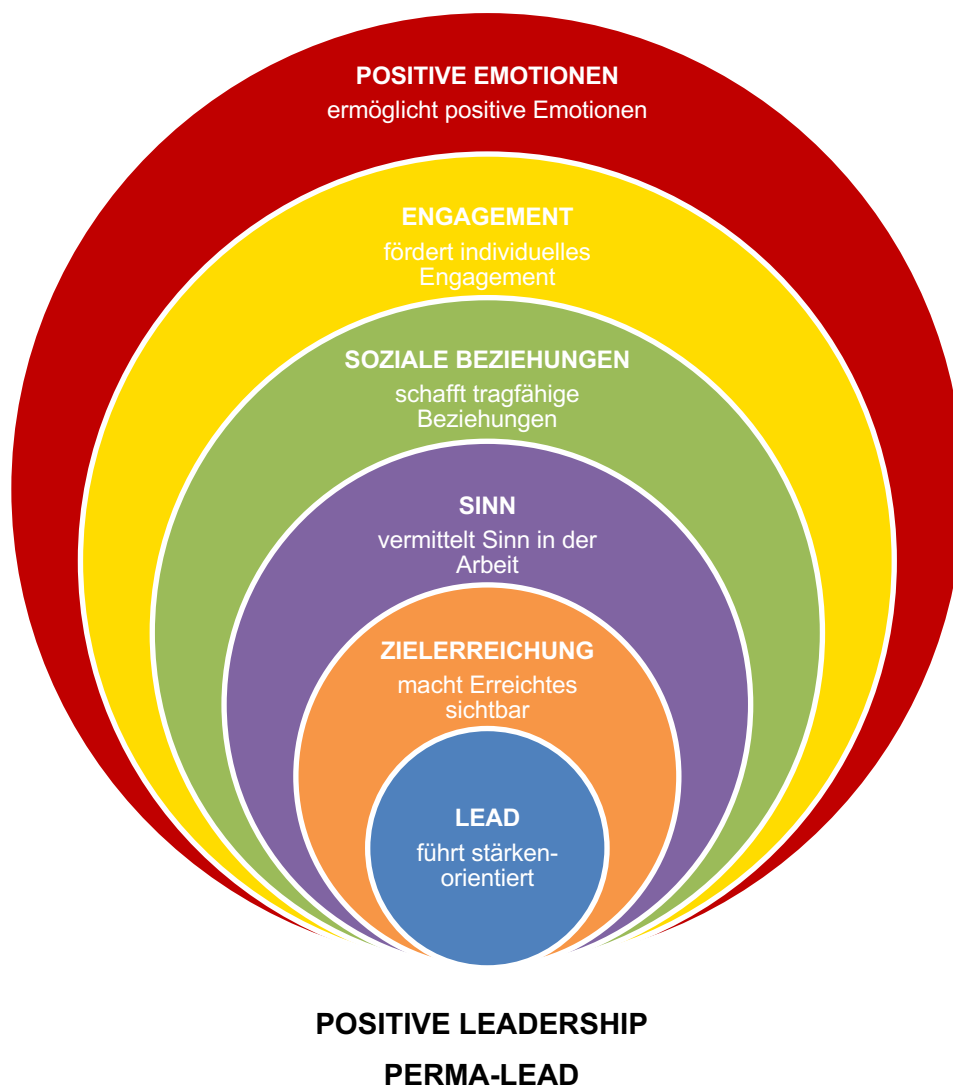 POSITIVE EMOTIONEN
ermöglicht positive Emotionen
ENGAGEMENT
fördert individuelles
Engagement
SOZIALE BEZIEHUNGEN
schafft tragfähige
Beziehungen
SINN
vermittelt Sinn in der
Arbeit
ZIELERREICHUNG
macht Erreichtes
sichtbar
LEAD
führt stärken-
orientiert
POSITIVE LEADERSHIP
PERMA-LEAD